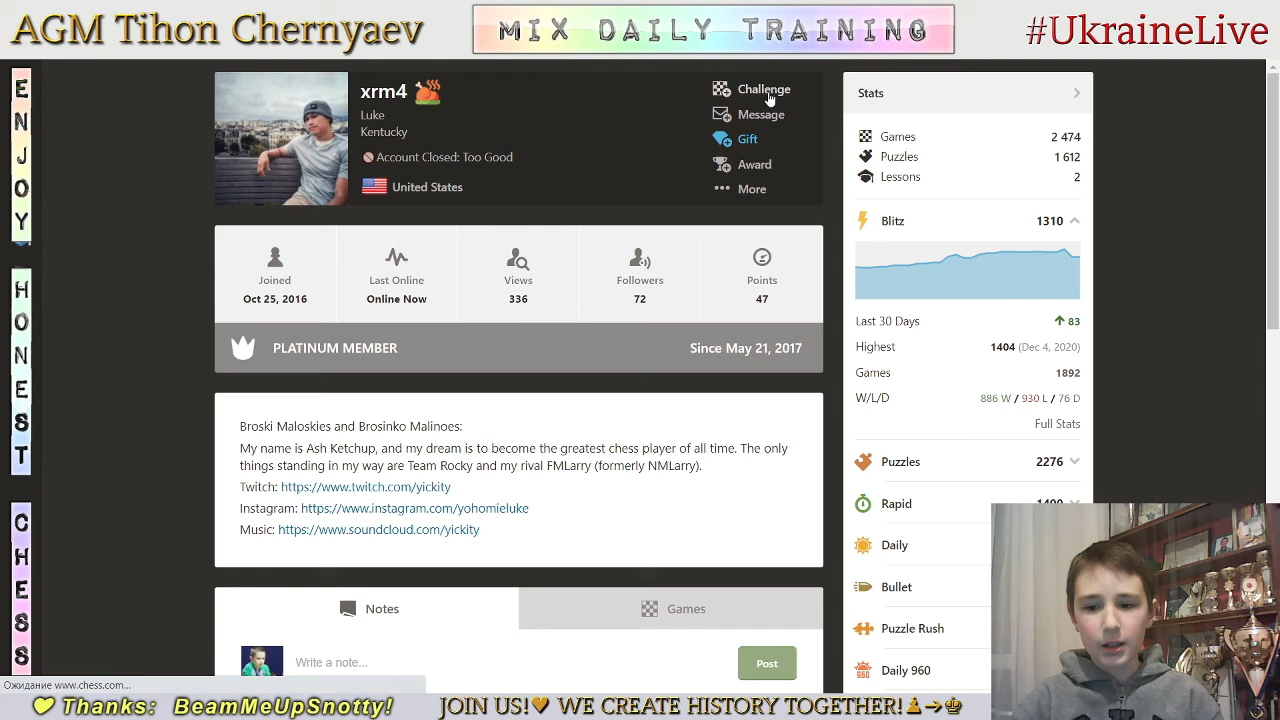 AGM Tihon Chernyaev
MIX DAILY TRAINING
#UkraineLive
ENJOY
HONEST
CHESS
xrm4
Luke
Kentucky
Account Closed: Too Good
United States
Challenge
Message
Gift
Award
More
Joined
Oct 25, 2016
Last Online
Online Now
Views
336
Followers
72
Points
47
PLATINUM MEMBER
Since May 21, 2017
Broski Maloskies and Brosinko Malinoes:
My name is Ash Ketchup, and my dream is to become the greatest chess player of all time. The only
things standing in my way are Team Rocky and my rival FMLarry (formerly NMLarry).
Twitch: https://www.twitch.com/yickity
Instagram: https://www.instagram.com/yohomieluke
Music: https://www.soundcloud.com/yickity
Notes
Games
Write a note...
Post
Stats
Games 2 474
Puzzles 1 612
Lessons 2
Blitz 1310
Last 30 Days 83
Highest 1404 (Dec 4, 2020)
Games 1892
W/L/D 886 W / 930 L / 76 D
Full Stats
Puzzles 2276
Rapid
Daily
Bullet
Puzzle Rush
Daily 960
Ожидание www.chess.com...
Thanks: BeamMeUpSnotty!
JOIN US! WE CREATE HISTORY TOGETHER!